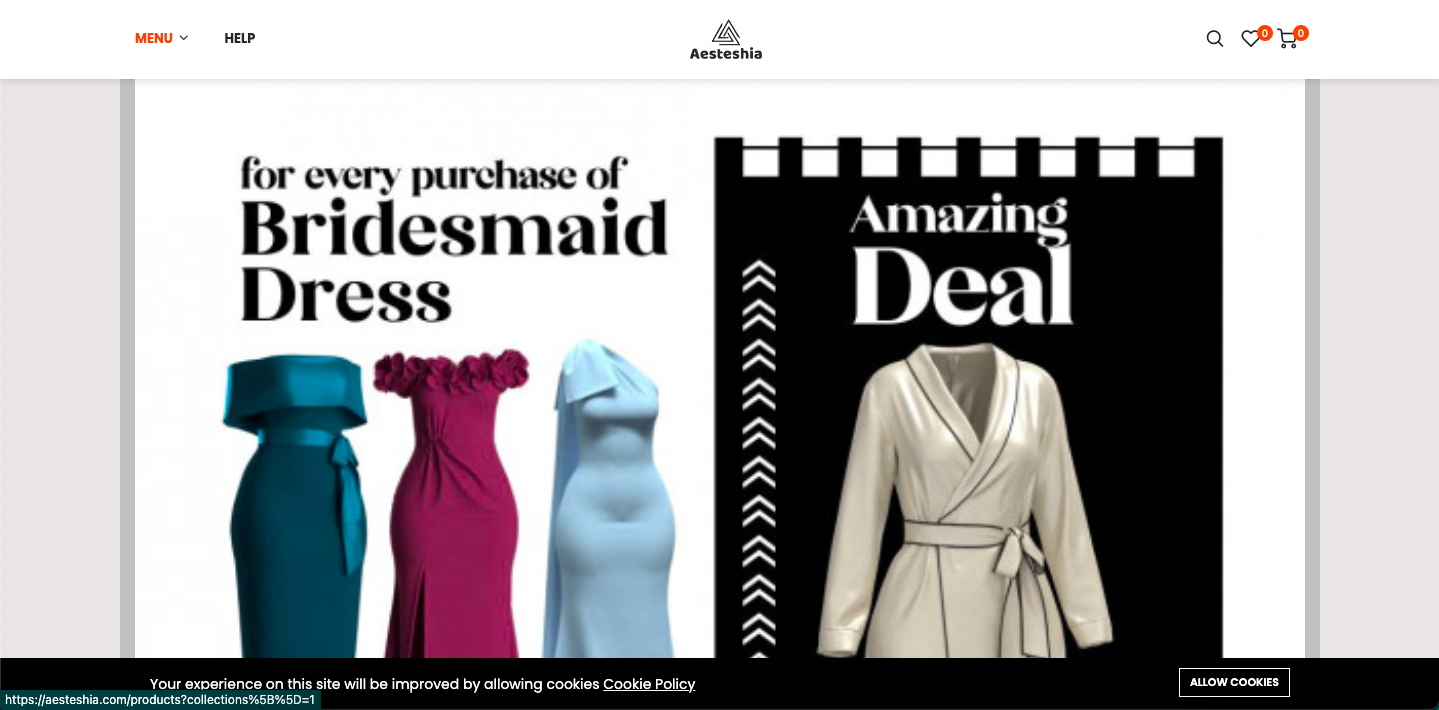 MENU
HELP
Aesteshia
0
0
for every purchase of
Bridesmaid
Dress
Amazing
Deal
Your experience on this site will be improved by allowing cookies Cookie Policy
ALLOW COOKIES
https://aesteshia.com/products?collections%5B%5D=1